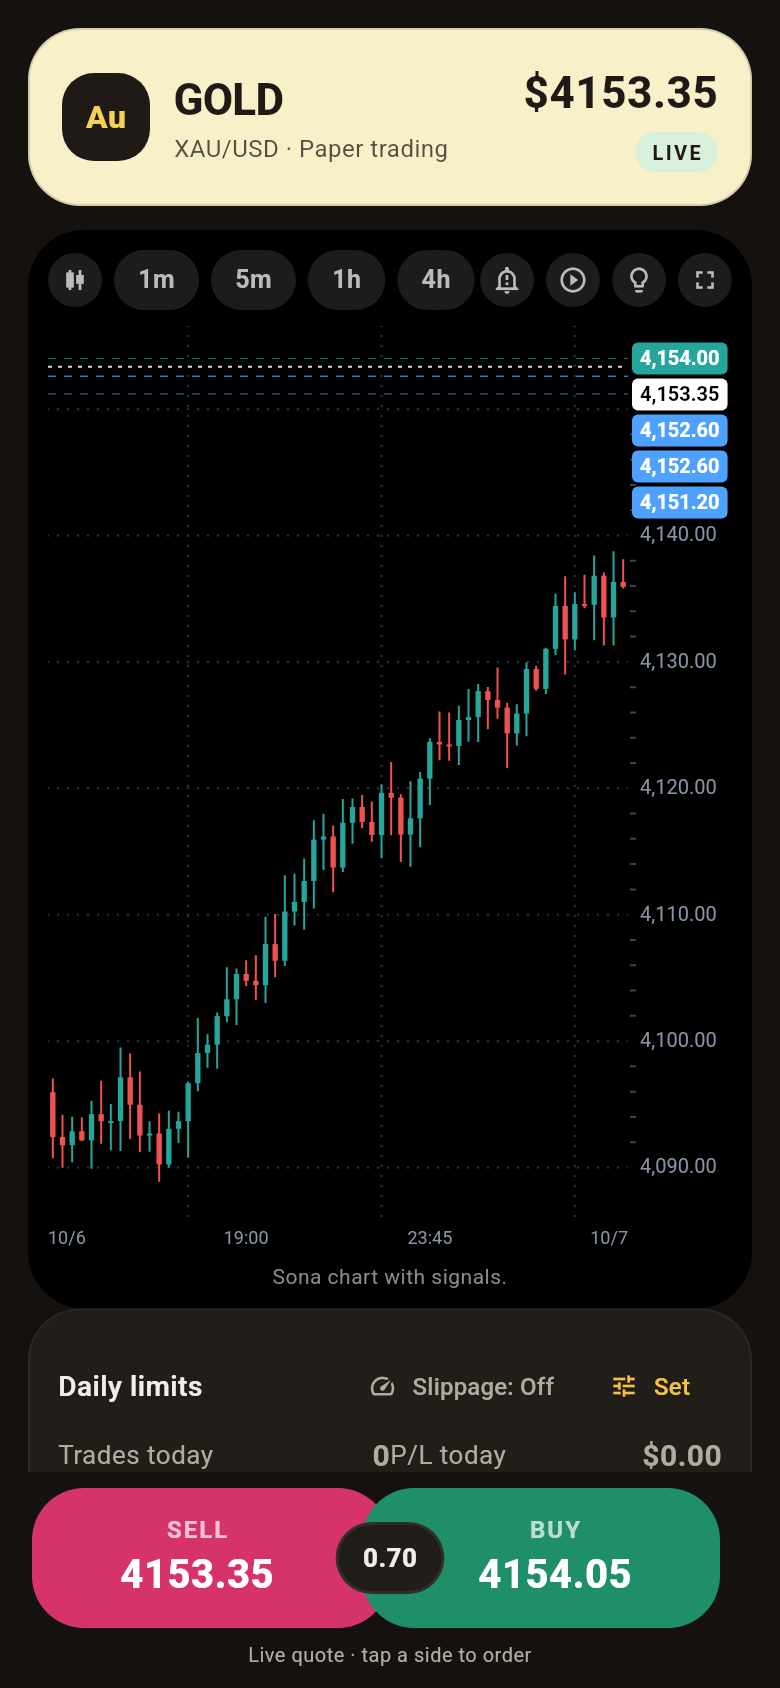 Au
GOLD
$4153.35
XAU/USD · Paper trading
LIVE
1m 5m 1h 4h
4,154.00
4,153.35
4,152.60
4,152.60
4,151.20
4,140.00
4,130.00
4,120.00
4,110.00
4,100.00
4,090.00
10/6 19:00 23:45 10/7
Sona chart with signals.
Daily limits Slippage: Off Set
Trades today 0 P/L today $0.00
SELL BUY
4153.35 0.70 4154.05
Live quote · tap a side to order